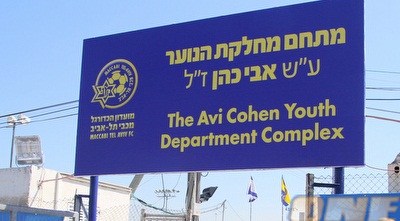 מתחם מחלקת הנוער
ע״ש אבי כהן ז״ל
The Avi Cohen Youth
Department Complex
מועדון הכדורגל
מכבי תל-אביב
MACCABI TEL AVIV FC
ONE